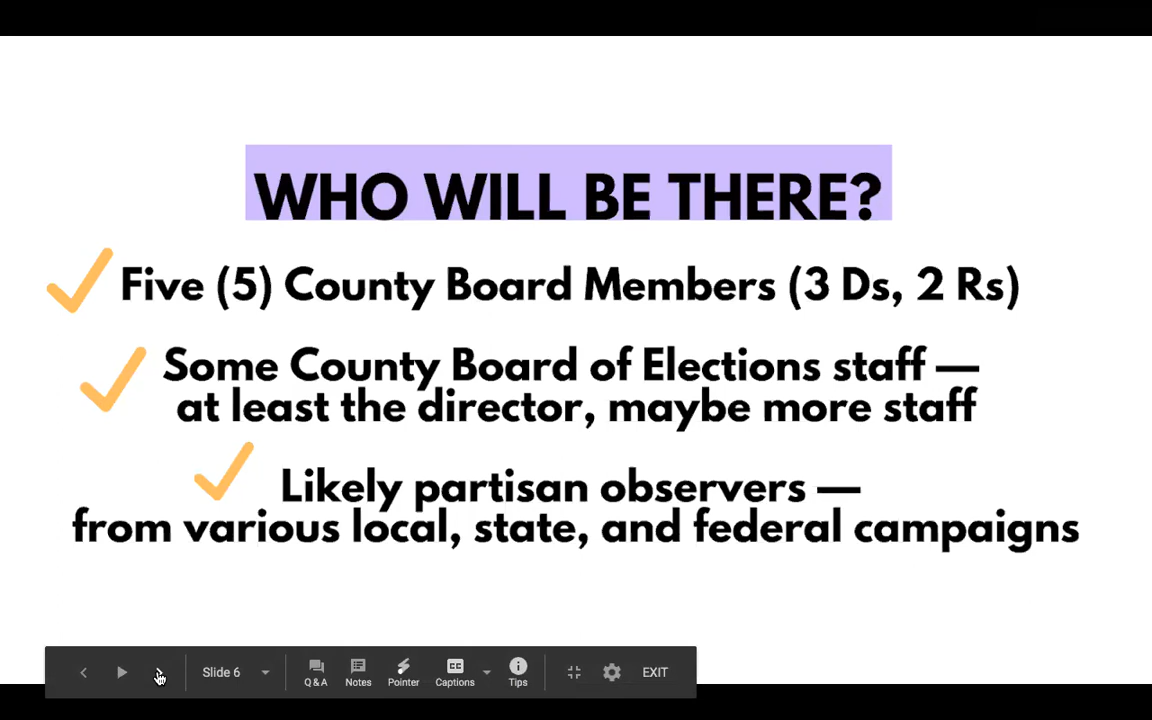 WHO WILL BE THERE?
Five (5) County Board Members (3 Ds, 2 Rs)
Some County Board of Elections staff —
at least the director, maybe more staff
Likely partisan observers —
from various local, state, and federal campaigns
Slide 6
Q & A
Notes
Pointer
CC
Captions
Tips
EXIT